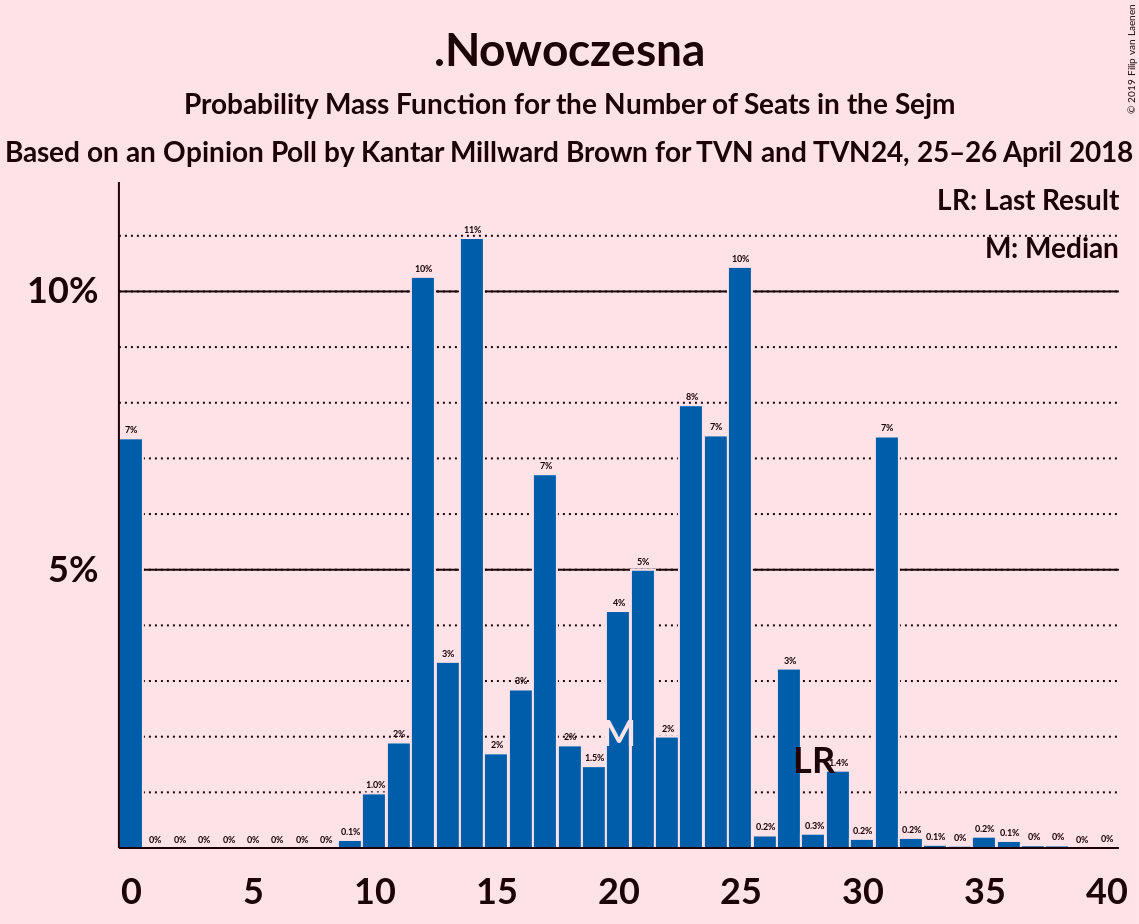 .Nowoczesna
Probability Mass Function for the Number of Seats in the Sejm
Based on an Opinion Poll by Kantar Millward Brown for TVN and TVN24, 25–26 April 2018
© 2019 Filip van Laenen
LR: Last Result
M: Median
10%
5%
7% 0% 0% 0% 0% 0% 0% 0% 0% 0.1% 1.0% 2% 10% 3% 11% 2% 3% 7% 2% 1.5% 4% 5% 2% 8% 7% 10% 0.2% 3% 0.3% 1.4% 0.2% 7% 0.2% 0.1% 0% 0.2% 0.1% 0% 0% 0% 0%
M
LR
0 5 10 15 20 25 30 35 40